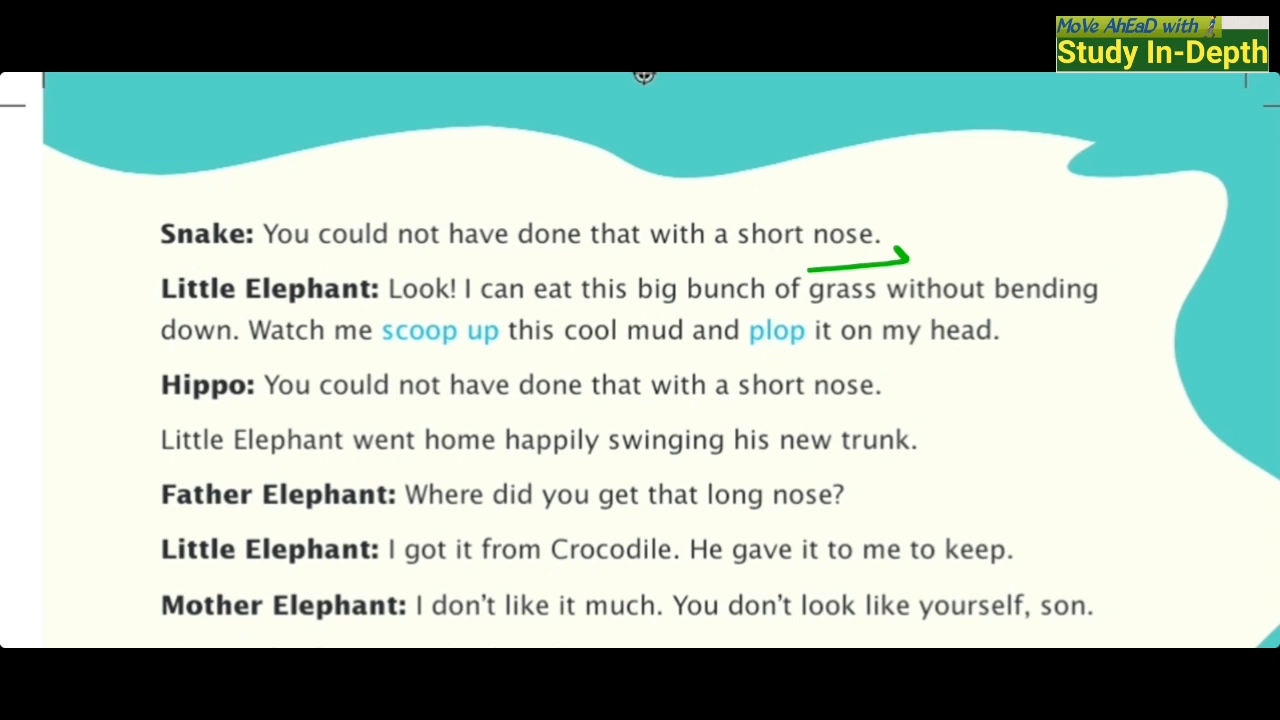 MoVe AhEaD with
Study In-Depth
Snake: You could not have done that with a short nose.
Little Elephant: Look! I can eat this big bunch of grass without bending
down. Watch me scoop up this cool mud and plop it on my head.
Hippo: You could not have done that with a short nose.
Little Elephant went home happily swinging his new trunk.
Father Elephant: Where did you get that long nose?
Little Elephant: I got it from Crocodile. He gave it to me to keep.
Mother Elephant: I don’t like it much. You don’t look like yourself, son.